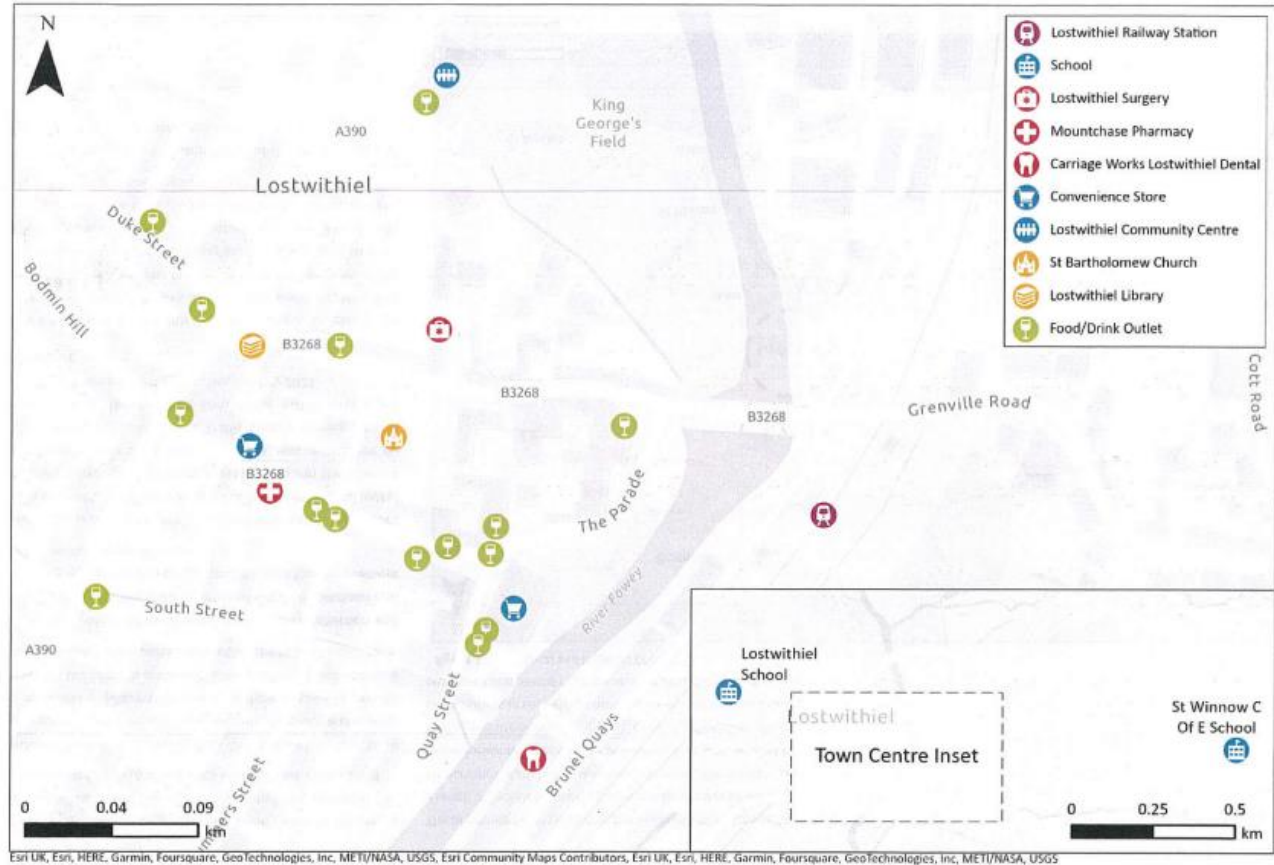 N
Lostwithiel Railway Station
School
Lostwithiel Surgery
Mountchase Pharmacy
Carriage Works Lostwithiel Dental
Convenience Store
Lostwithiel Community Centre
St Bartholomew Church
Lostwithiel Library
Food/Drink Outlet
King
George's
Field
A390
Lostwithiel
Duke Street
Bodmin Hill
B3268
B3268
B3268
Grenville Road
Cott Road
B3268
The Parade
River Fowey
South Street
A390
Quay Street
Brunel Quays
Street
0 0.04 0.09
km
Lostwithiel
School
Lostwithiel
Town Centre Inset
St Winnow C
Of E School
0 0.25 0.5
km
Esri UK, Esri, HERE, Garmin, Foursquare, GeoTechnologies, Inc, METI/NASA, USGS, Esri Community Maps Contributors, Esri UK, Esri, HERE, Garmin, Foursquare, GeoTechnologies, Inc, METI/NASA, USGS